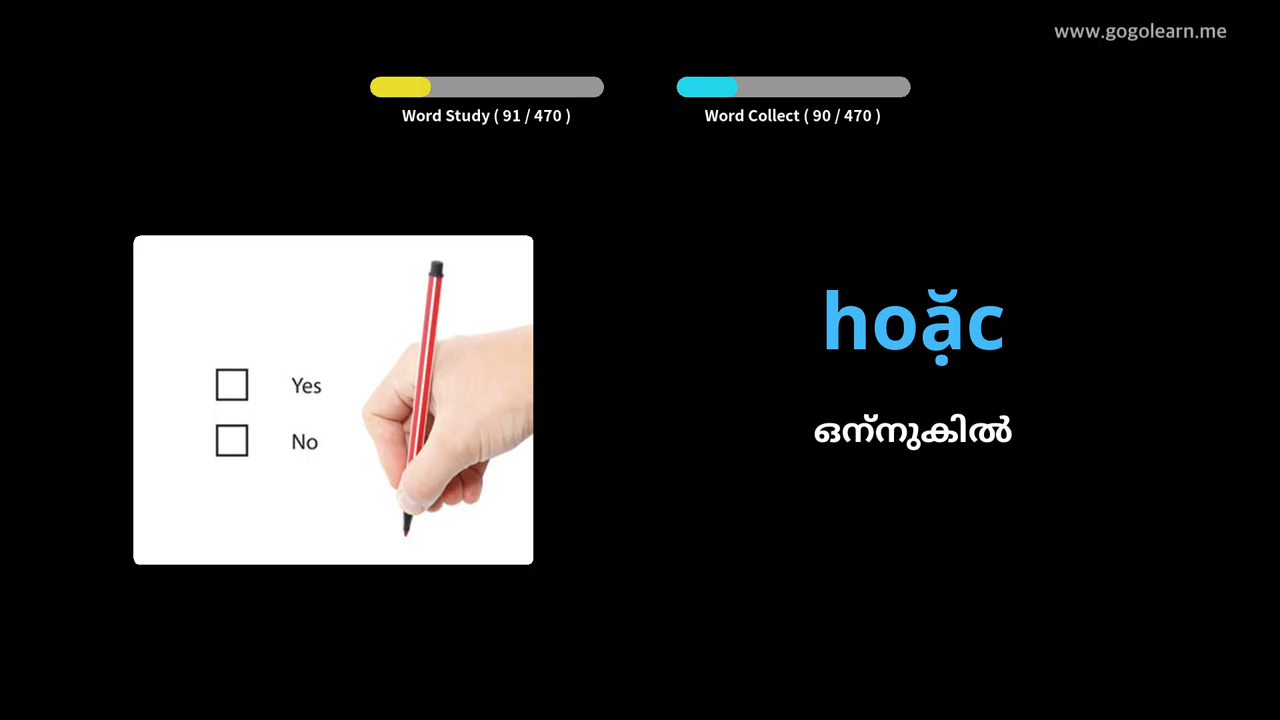 www.gogolearn.me
Word Study ( 91 / 470 )
Word Collect ( 90 / 470 )
Yes
No
hoặc
ഒന്നുകിൽ